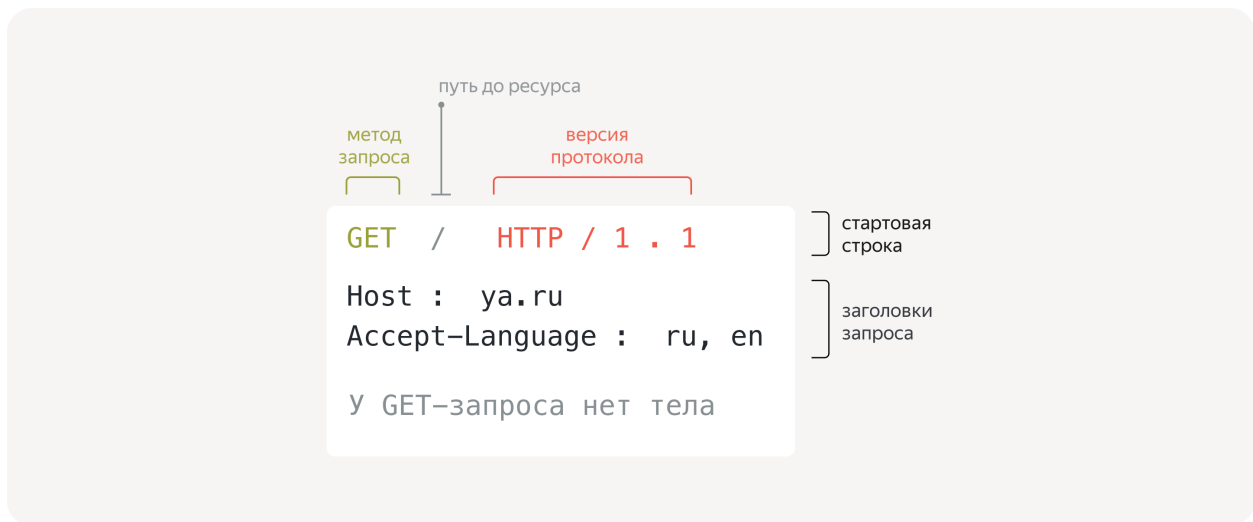 путь до ресурса
метод
запроса
версия
протокола
GET / HTTP / 1 . 1
стартовая
строка
Host : ya.ru
Accept-Language : ru, en
заголовки
запроса
У GET-запроса нет тела